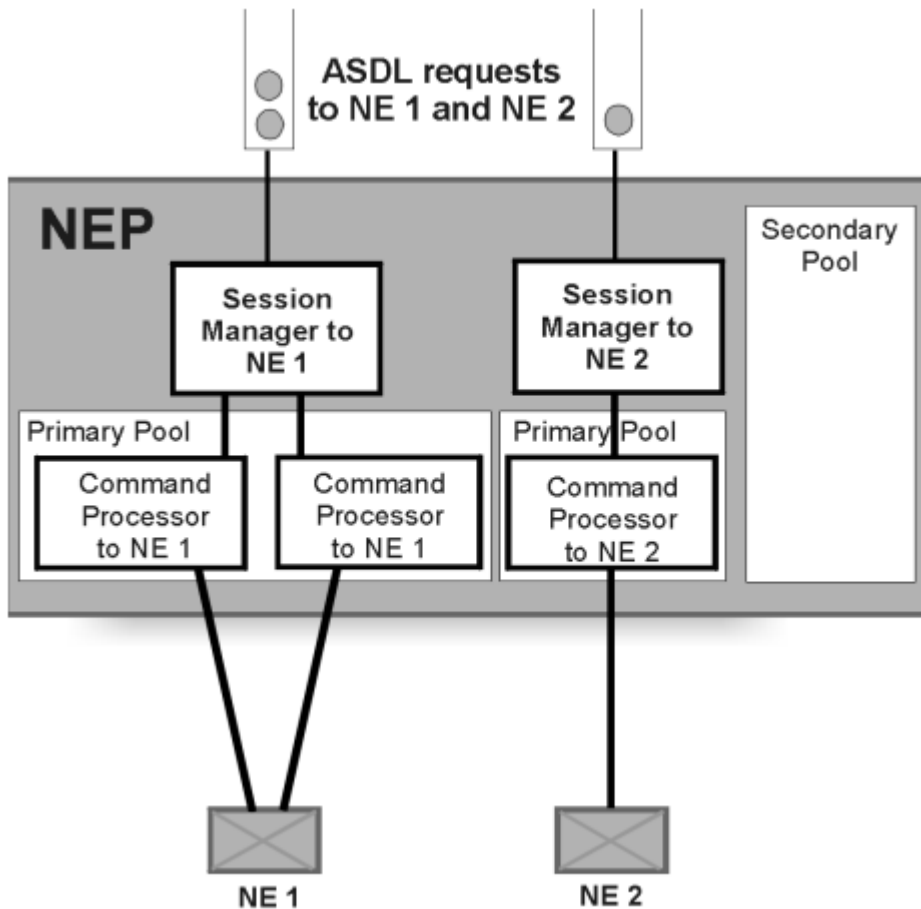 ASDL requests
to NE 1 and NE 2
NEP
Secondary
Pool
Session
Manager to
NE 1
Session
Manager to
NE 2
Primary Pool
Primary Pool
Command
Processor
to NE 1
Command
Processor
to NE 1
Command
Processor
to NE 2
NE 1
NE 2